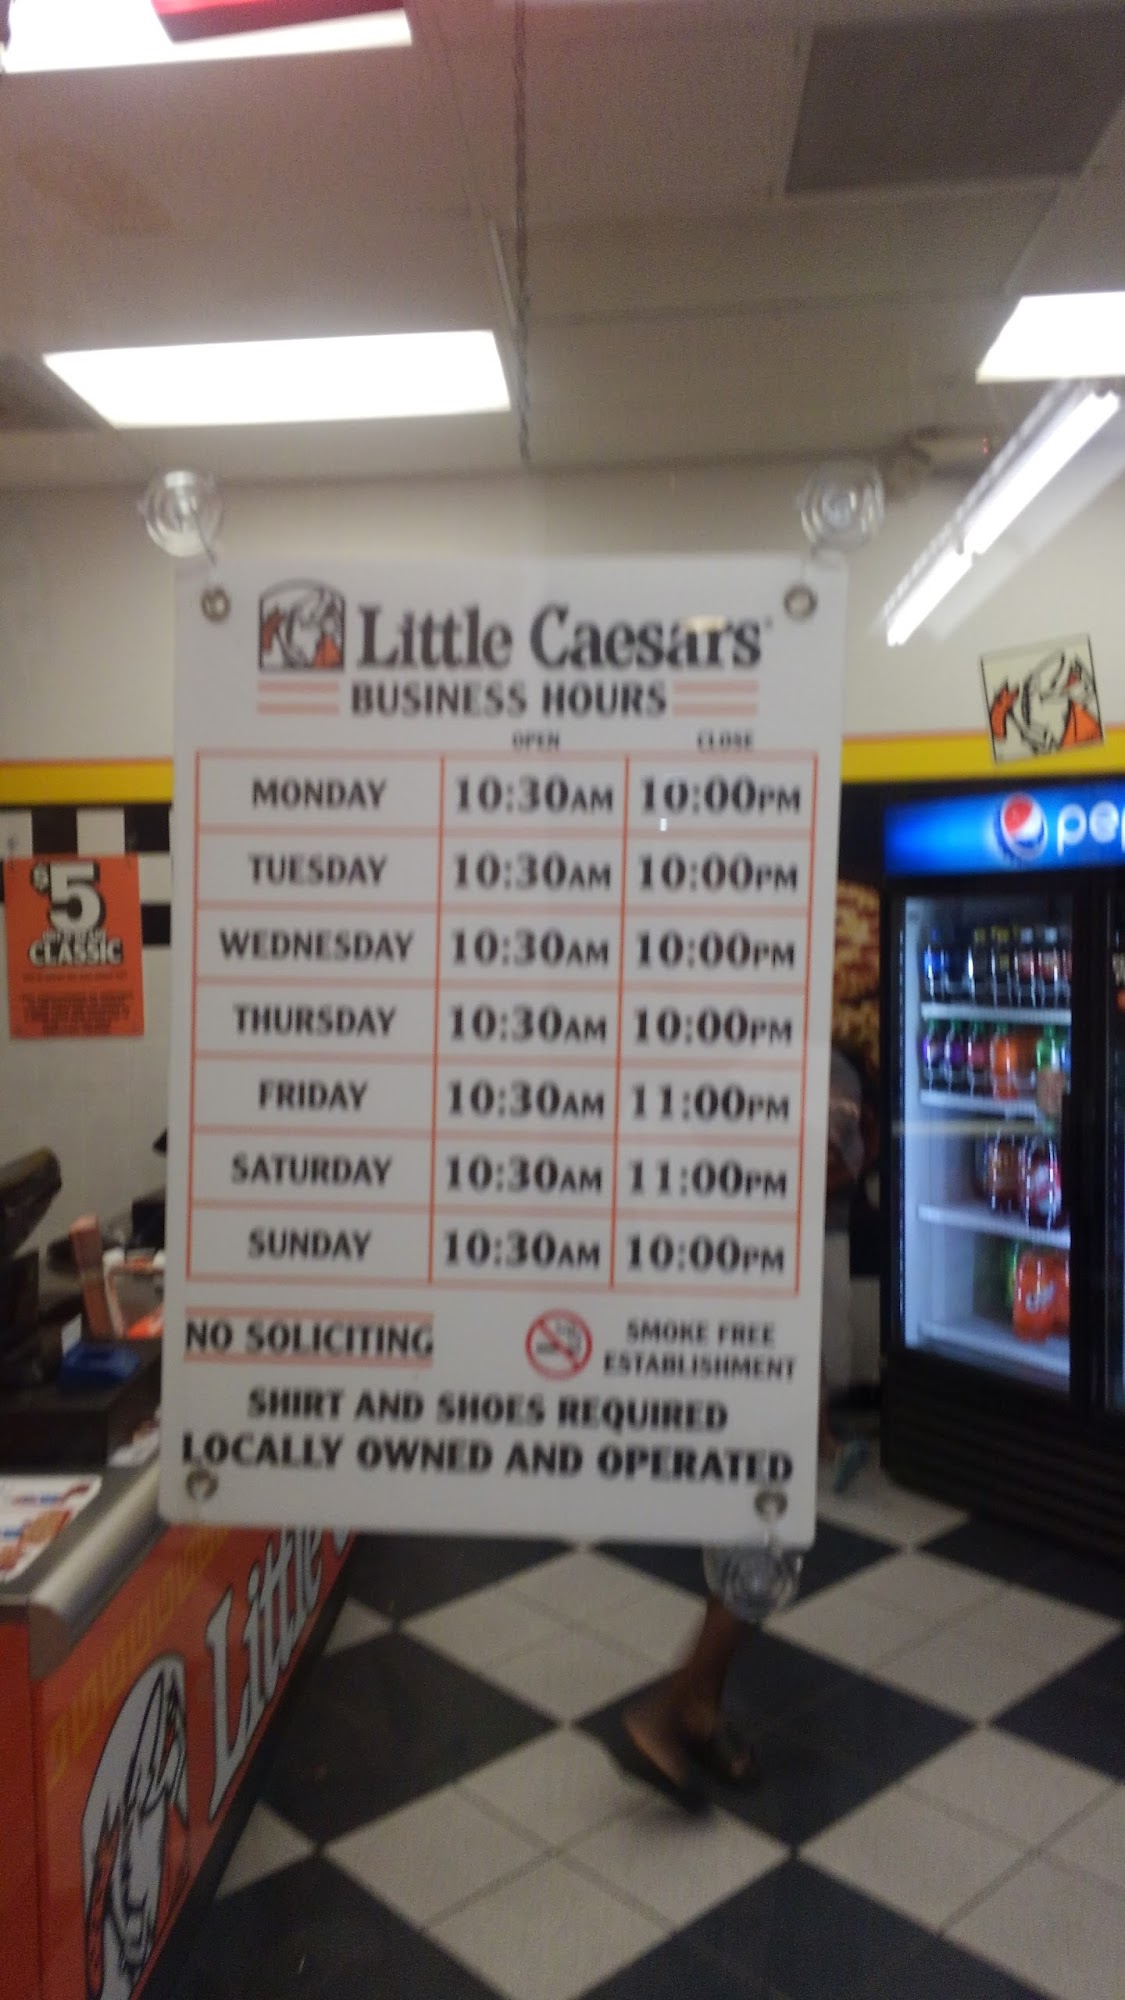 Little Caesars
BUSINESS HOURS
OPEN CLOSE
MONDAY 10:30AM 10:00PM
TUESDAY 10:30AM 10:00PM
WEDNESDAY 10:30AM 10:00PM
THURSDAY 10:30AM 10:00PM
FRIDAY 10:30AM 11:00PM
SATURDAY 10:30AM 11:00PM
SUNDAY 10:30AM 10:00PM
NO SOLICITING
SMOKE FREE
ESTABLISHMENT
SHIRT AND SHOES REQUIRED
LOCALLY OWNED AND OPERATED
$5
CLASSIC
pep
Little